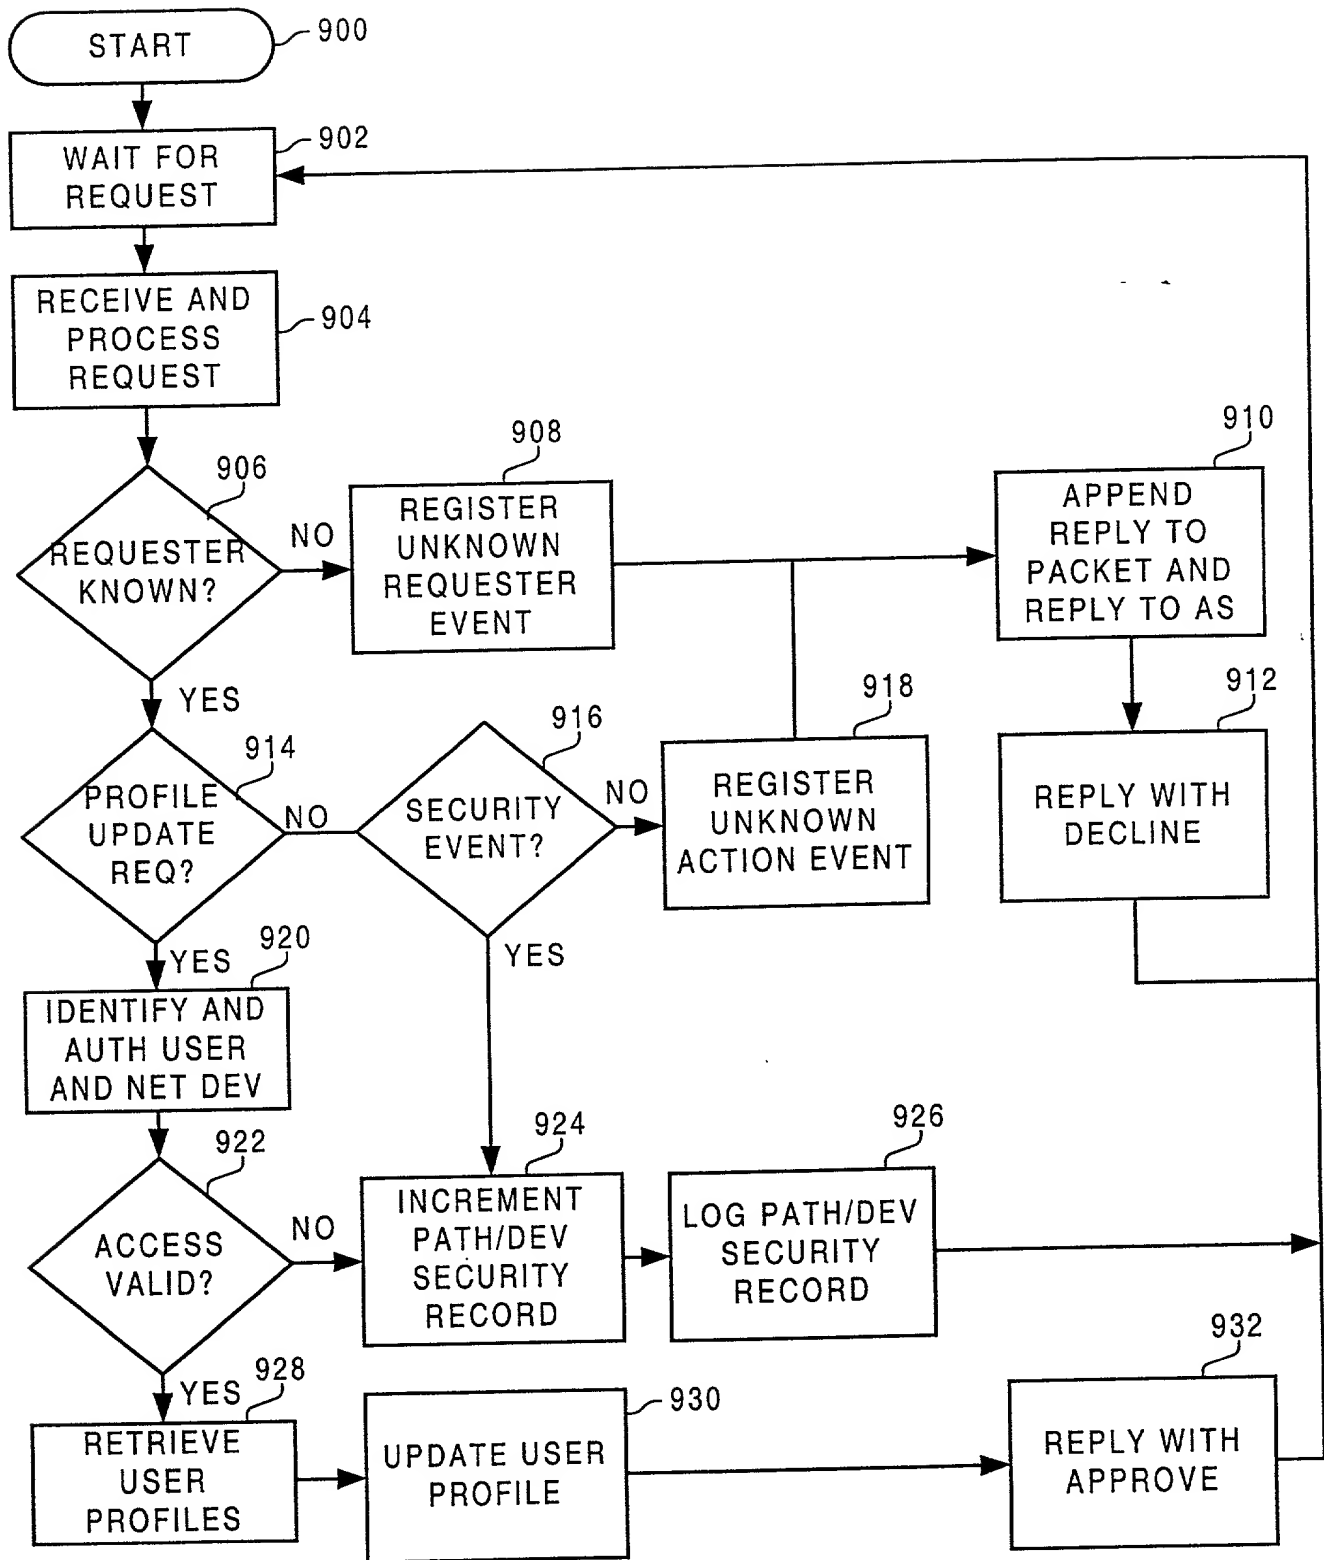 START
900
WAIT FOR
REQUEST
902
RECEIVE AND
PROCESS
REQUEST
904
REQUESTER
KNOWN?
906
NO
YES
REGISTER
UNKNOWN
REQUESTER
EVENT
908
APPEND
REPLY TO
PACKET AND
REPLY TO AS
910
REPLY WITH
DECLINE
912
PROFILE
UPDATE
REQ?
914
NO
YES
SECURITY
EVENT?
916
NO
YES
REGISTER
UNKNOWN
ACTION EVENT
918
IDENTIFY AND
AUTH USER
AND NET DEV
920
ACCESS
VALID?
922
NO
YES
INCREMENT
PATH/DEV
SECURITY
RECORD
924
LOG PATH/DEV
SECURITY
RECORD
926
RETRIEVE
USER
PROFILES
928
UPDATE USER
PROFILE
930
REPLY WITH
APPROVE
932